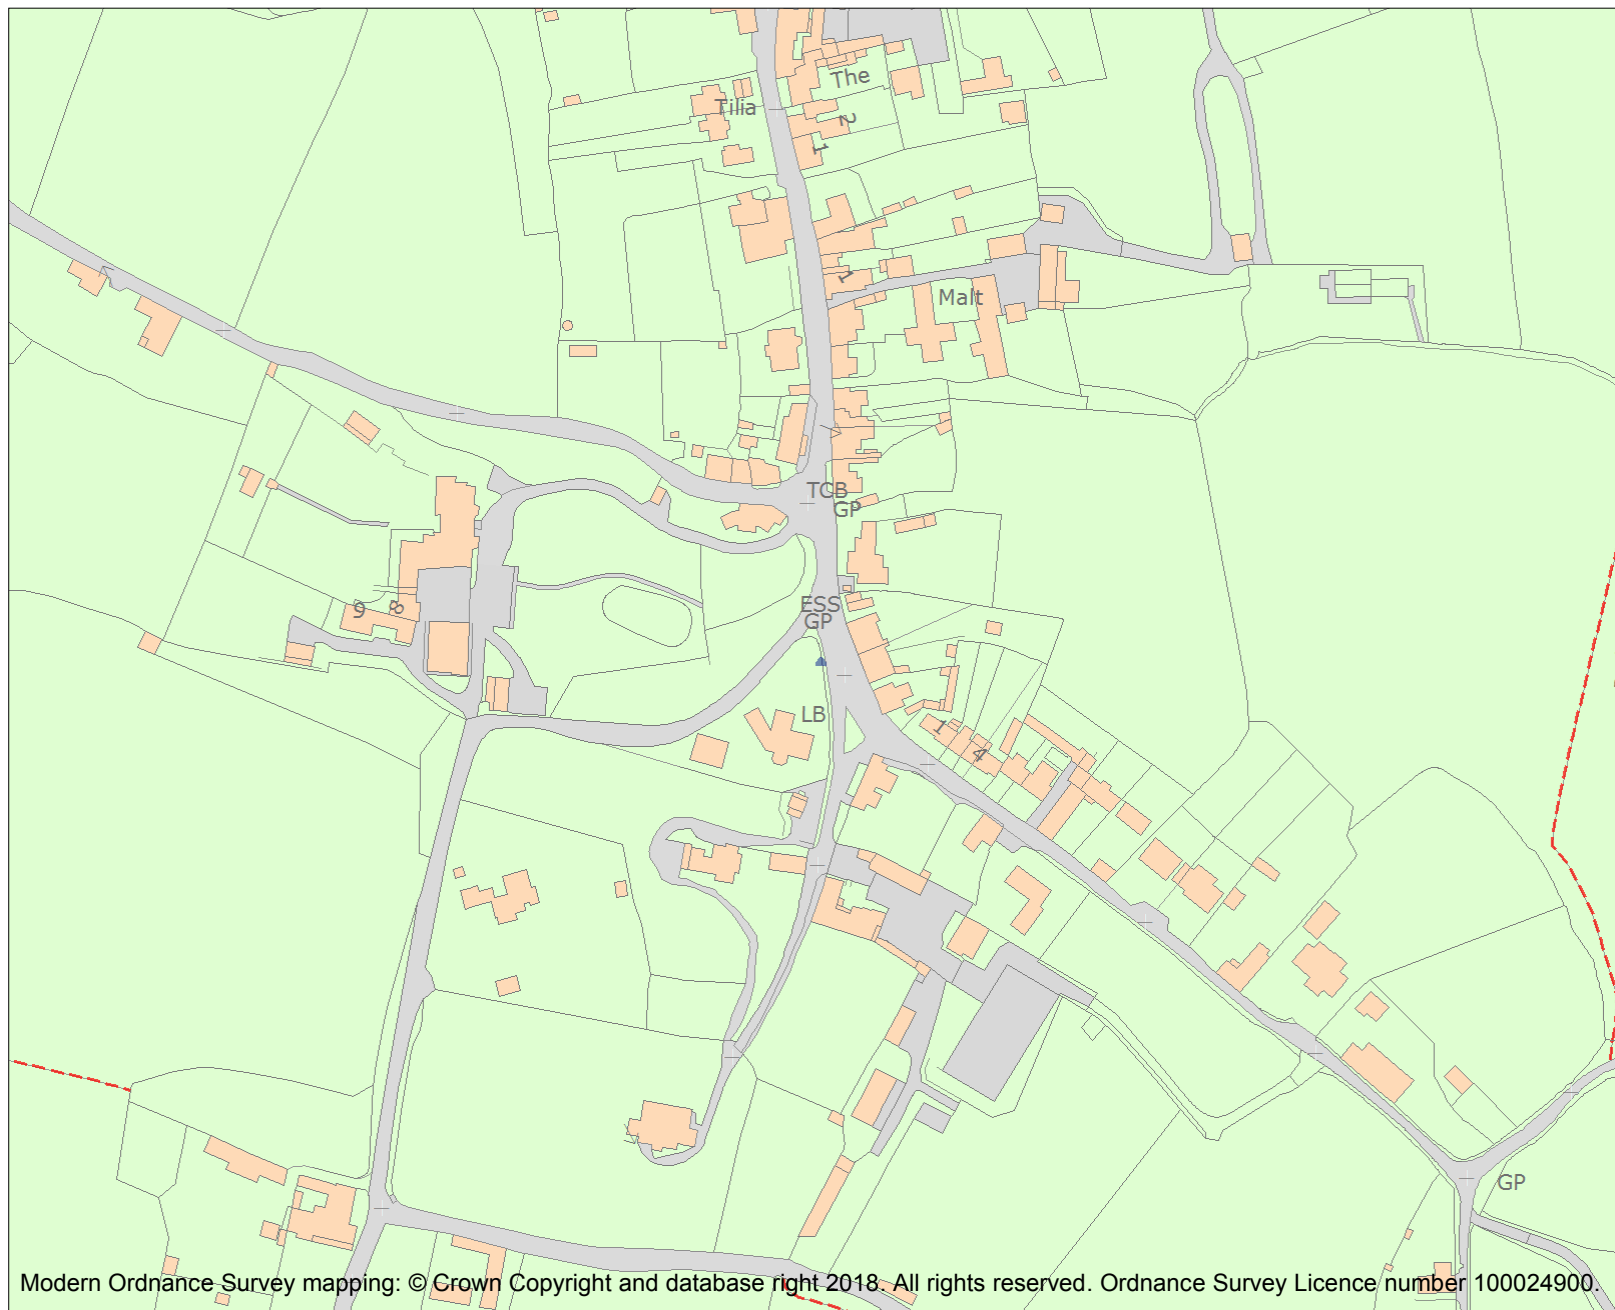 The
Tilia
2
1
1
Malt
TCB
GP
9
8
ESS
GP
LB
1
4
GP
Modern Ordnance Survey mapping: © Crown Copyright and database right 2018. All rights reserved. Ordnance Survey Licence number 100024900.